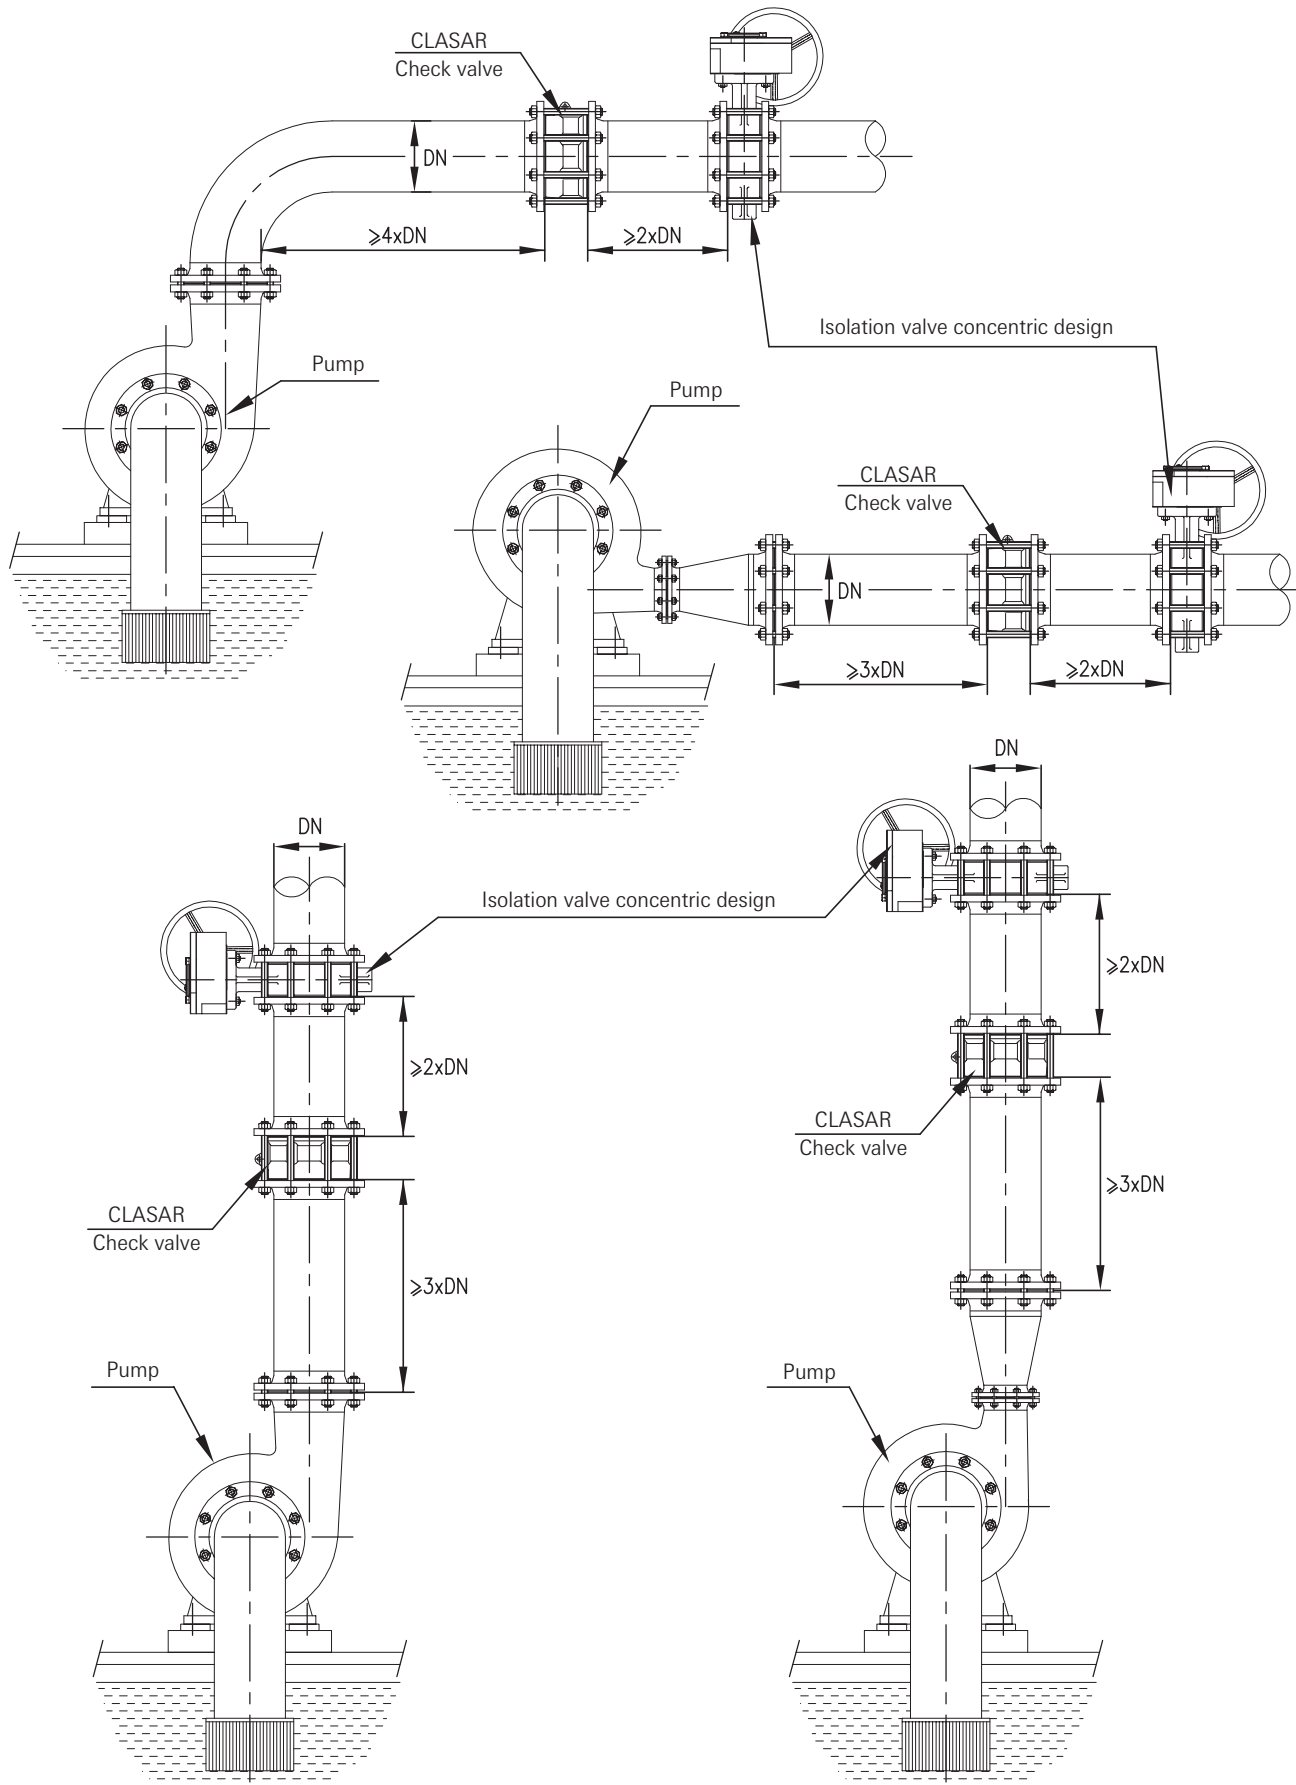 CLASAR
Check valve
DN
⩾4xDN
⩾2xDN
Isolation valve concentric design
Pump
Pump
CLASAR
Check valve
DN
⩾3xDN
⩾2xDN
DN
DN
Isolation valve concentric design
⩾2xDN
⩾2xDN
CLASAR
Check valve
⩾3xDN
CLASAR
Check valve
⩾3xDN
Pump
Pump